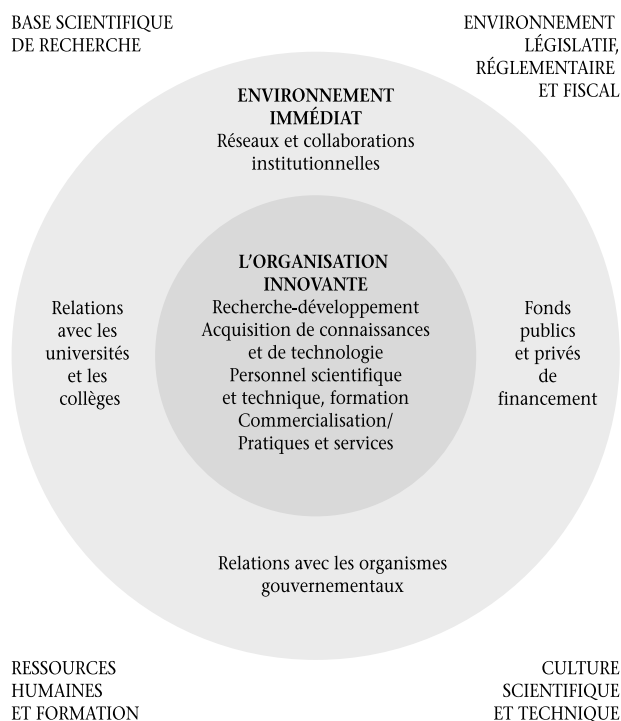 BASE SCIENTIFIQUE
DE RECHERCHE
ENVIRONNEMENT
LÉGISLATIF,
RÉGLEMENTAIRE
ET FISCAL
ENVIRONNEMENT
IMMÉDIAT
Réseaux et collaborations
institutionnelles
L'ORGANISATION
INNOVANTE
Recherche-développement
Acquisition de connaissances
et de technologie
Personnel scientifique
et technique, formation
Commercialisation/
Pratiques et services
Relations
avec les
universités
et les
collèges
Fonds
publics
et privés
de
financement
Relations avec les organismes
gouvernementaux
RESSOURCES
HUMAINES
ET FORMATION
CULTURE
SCIENTIFIQUE
ET TECHNIQUE